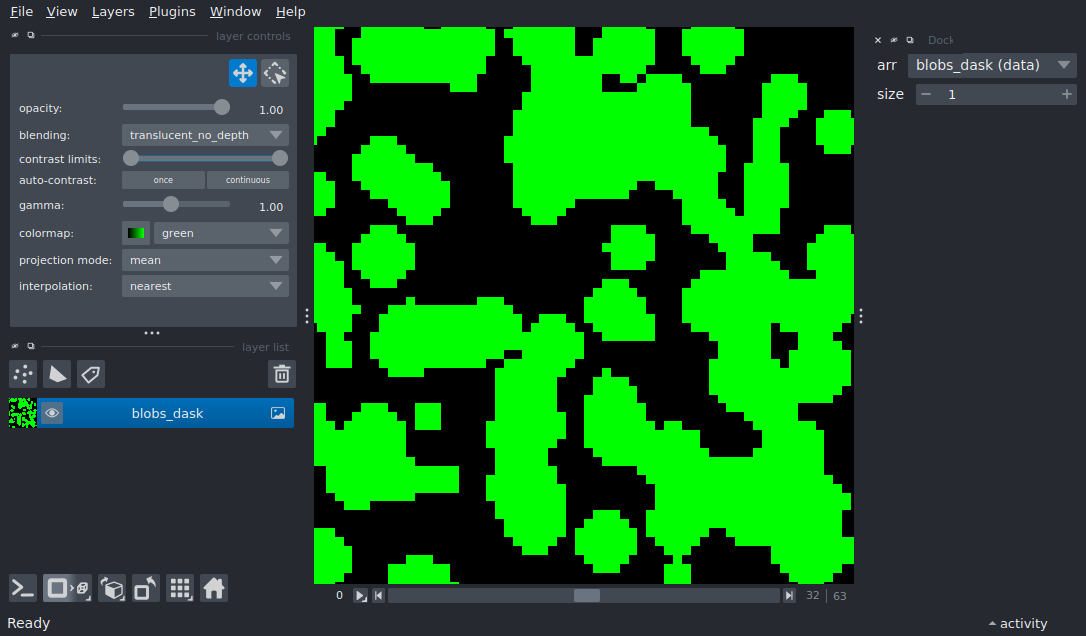 File View Layers Plugins Window Help
layer controls
opacity: 1.00
blending: translucent_no_depth
contrast limits:
auto-contrast: once continuous
gamma: 1.00
colormap: green
projection mode: mean
interpolation: nearest
layer list
blobs_dask
Dock
arr blobs_dask (data)
size 1
0 32 63
Ready
activity